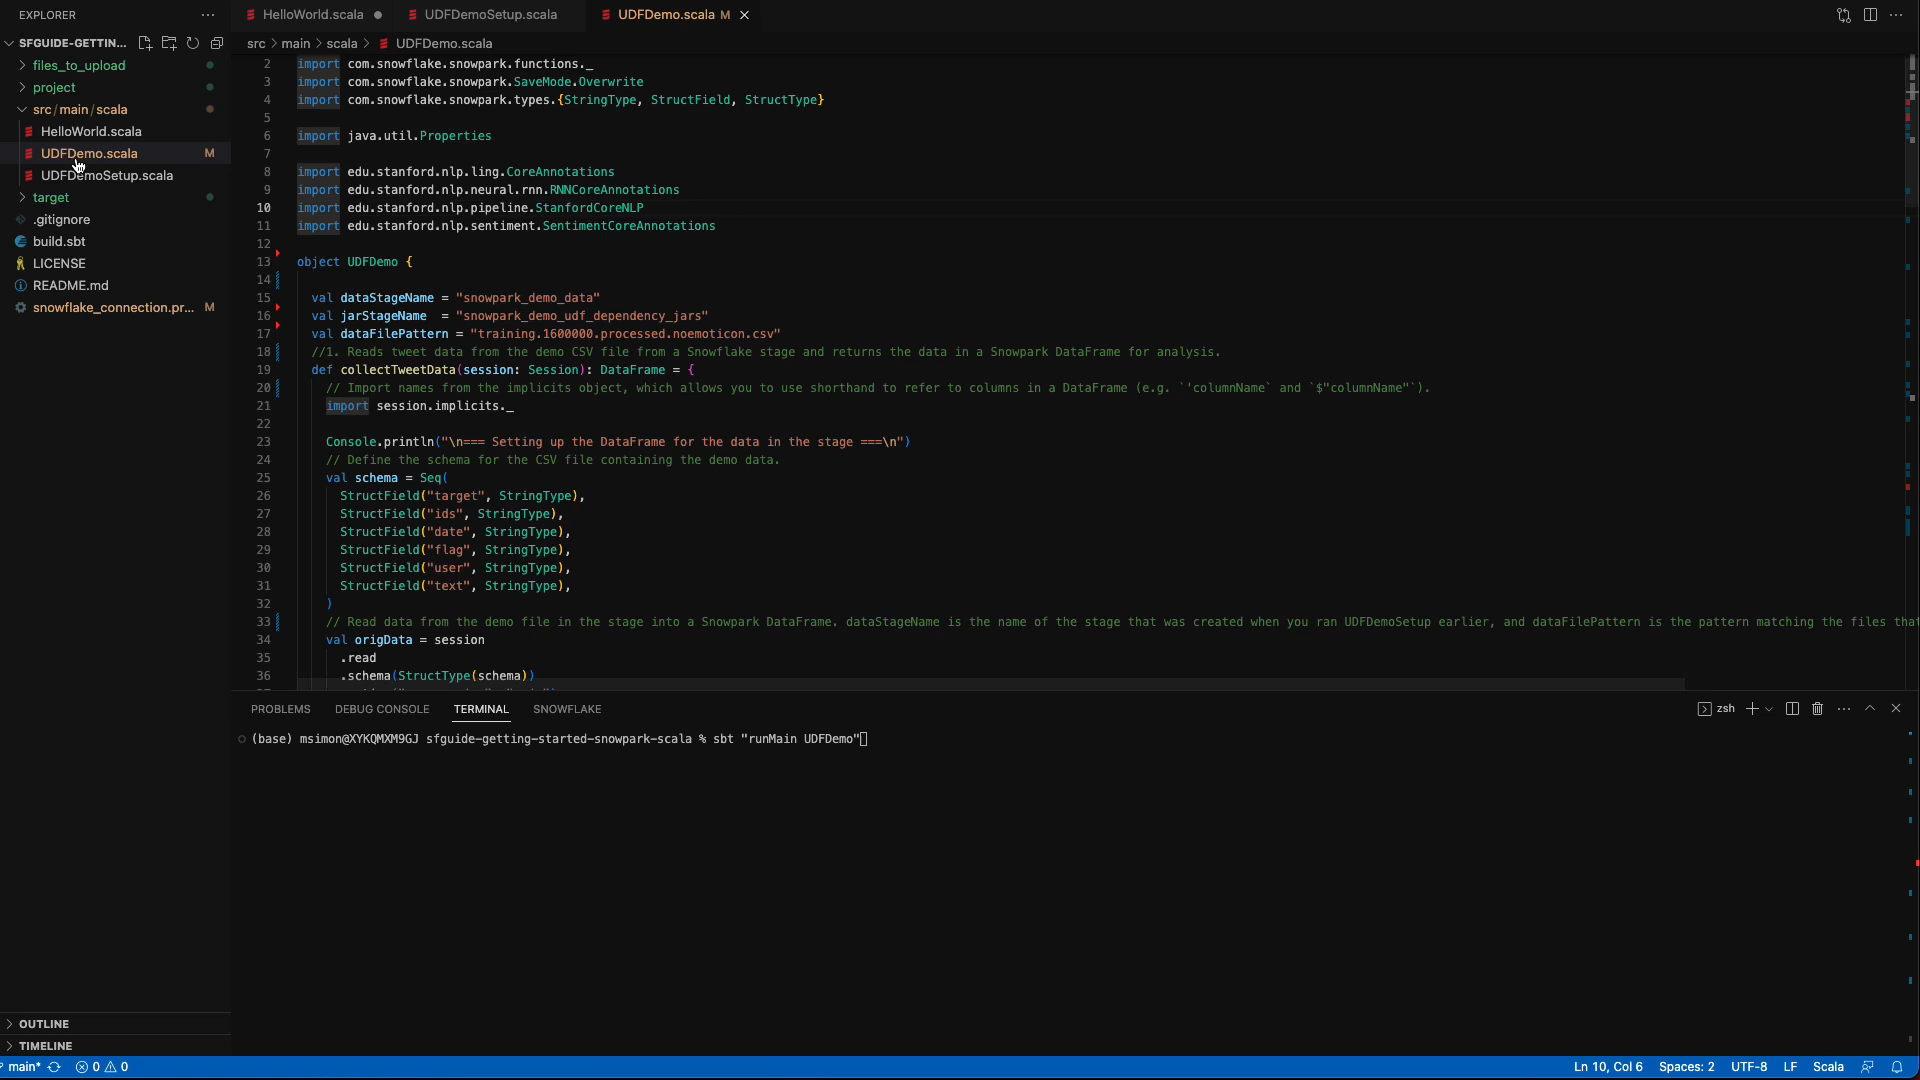 EXPLORER
SFGUIDE-GETTIN...
files_to_upload
project
src/main/scala
HelloWorld.scala
UDFDemo.scala M
UDFDemoSetup.scala
target
.gitignore
build.sbt
LICENSE
README.md
snowflake_connection.pr... M
OUTLINE
TIMELINE
HelloWorld.scala UDFDemoSetup.scala UDFDemo.scala M
src > main > scala > UDFDemo.scala
2 import com.snowflake.snowpark.functions._
3 import com.snowflake.snowpark.SaveMode.Overwrite
4 import com.snowflake.snowpark.types.{StringType, StructField, StructType}
5
6 import java.util.Properties
7
8 import edu.stanford.nlp.ling.CoreAnnotations
9 import edu.stanford.nlp.neural.rnn.RNNCoreAnnotations
10 import edu.stanford.nlp.pipeline.StanfordCoreNLP
11 import edu.stanford.nlp.sentiment.SentimentCoreAnnotations
12
13 object UDFDemo {
14
15 val dataStageName = "snowpark_demo_data"
16 val jarStageName = "snowpark_demo_udf_dependency_jars"
17 val dataFilePattern = "training.1600000.processed.noemoticon.csv"
18 //1. Reads tweet data from the demo CSV file from a Snowflake stage and returns the data in a Snowpark DataFrame for analysis.
19 def collectTweetData(session: Session): DataFrame = {
20 // Import names from the implicits object, which allows you to use shorthand to refer to columns in a DataFrame (e.g. `'columnName` and `$"columnName"`).
21 import session.implicits._
22
23 Console.println("\n=== Setting up the DataFrame for the data in the stage ===\n")
24 // Define the schema for the CSV file containing the demo data.
25 val schema = Seq(
26 StructField("target", StringType),
27 StructField("ids", StringType),
28 StructField("date", StringType),
29 StructField("flag", StringType),
30 StructField("user", StringType),
31 StructField("text", StringType),
32 )
33 // Read data from the demo file in the stage into a Snowpark DataFrame. dataStageName is the name of the stage that was created when you ran UDFDemoSetup earlier, and dataFilePattern is the pattern matching the files tha
34 val origData = session
35 .read
36 .schema(StructType(schema))
PROBLEMS DEBUG CONSOLE TERMINAL SNOWFLAKE zsh
(base) msimon@XYKQMXM9GJ sfguide-getting-started-snowpark-scala % sbt "runMain UDFDemo"
main* 0 0 Ln 10, Col 6 Spaces: 2 UTF-8 LF Scala